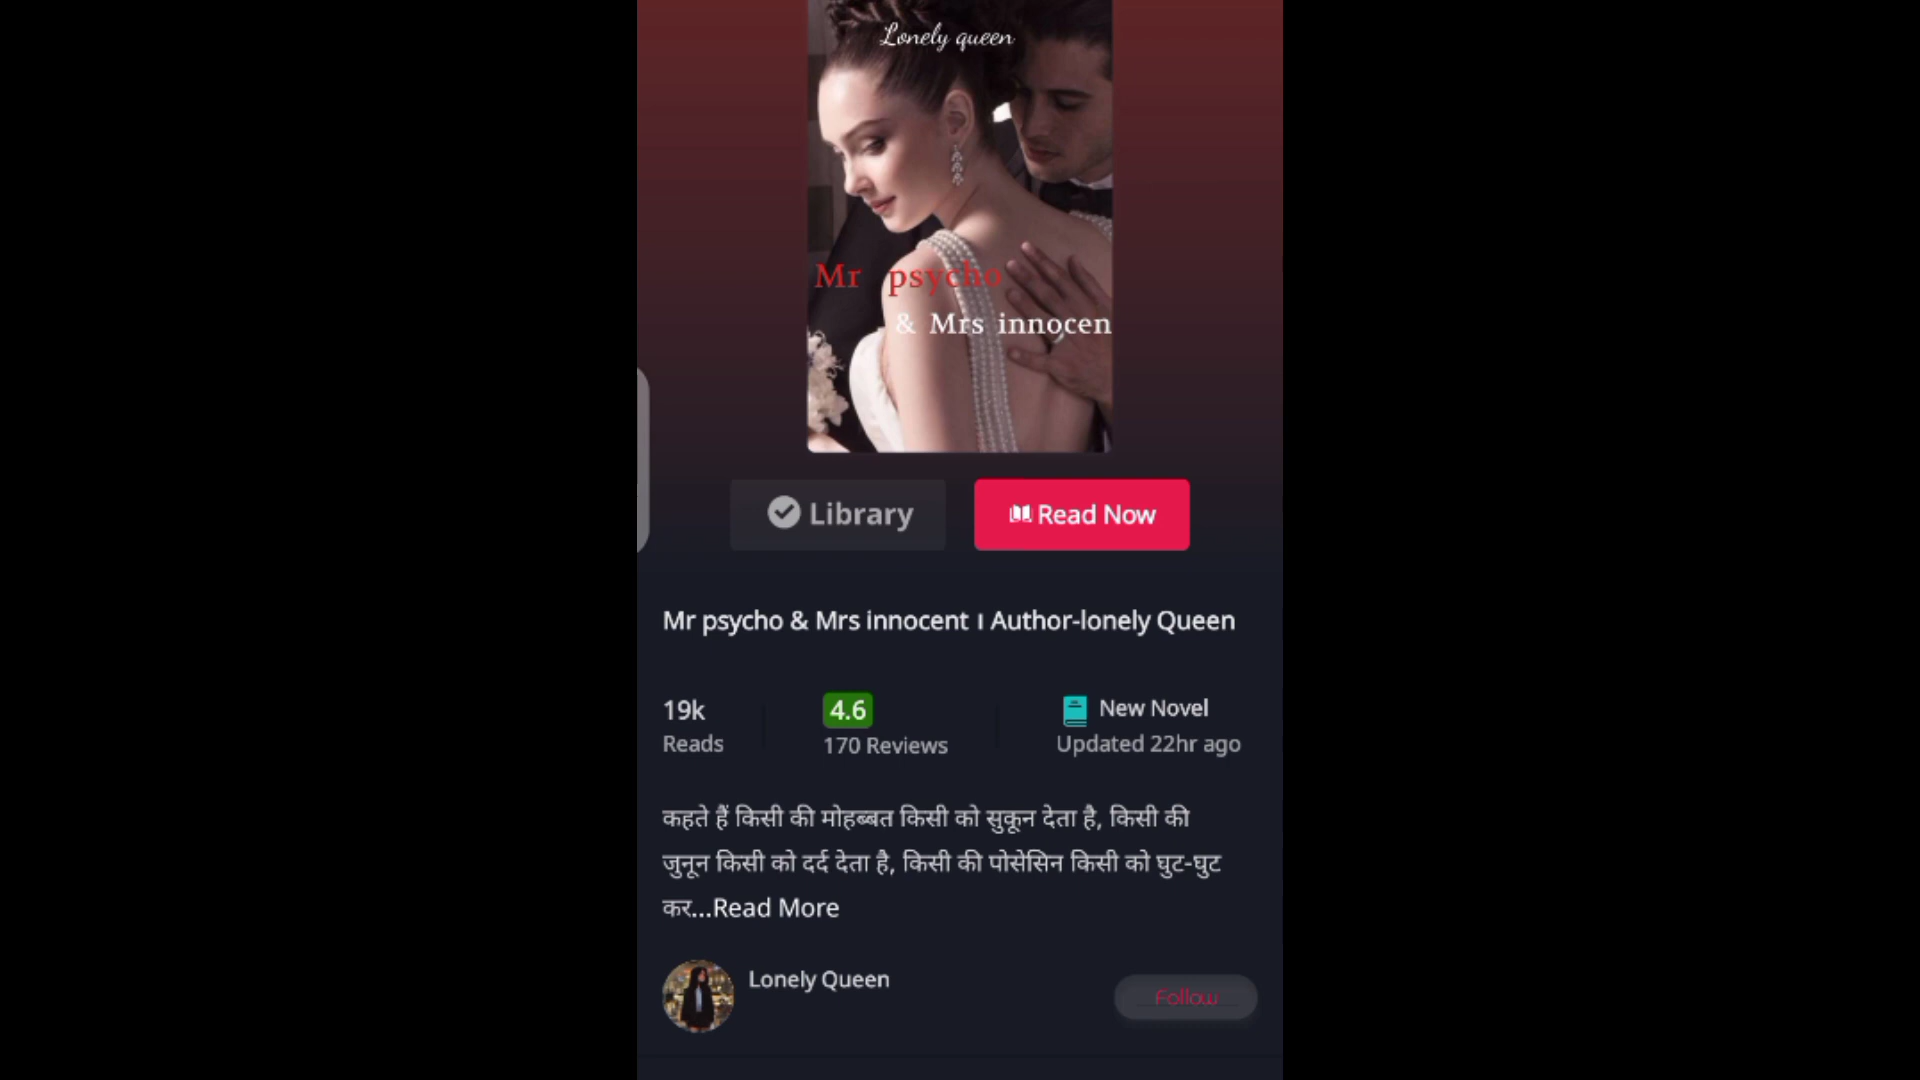 Lonely queen
Mr psycho
& Mrs innocen
Library
Read Now
Mr psycho & Mrs innocent । Author-lonely Queen
19k
4.6
New Novel
Reads
170 Reviews
Updated 22hr ago
कहते हैं किसी की मोहब्बत किसी को सुकून देता है, किसी की
जुनून किसी को दर्द देता है, किसी की पोसेसिन किसी को घुट-घुट
कर...Read More
Lonely Queen
Follow